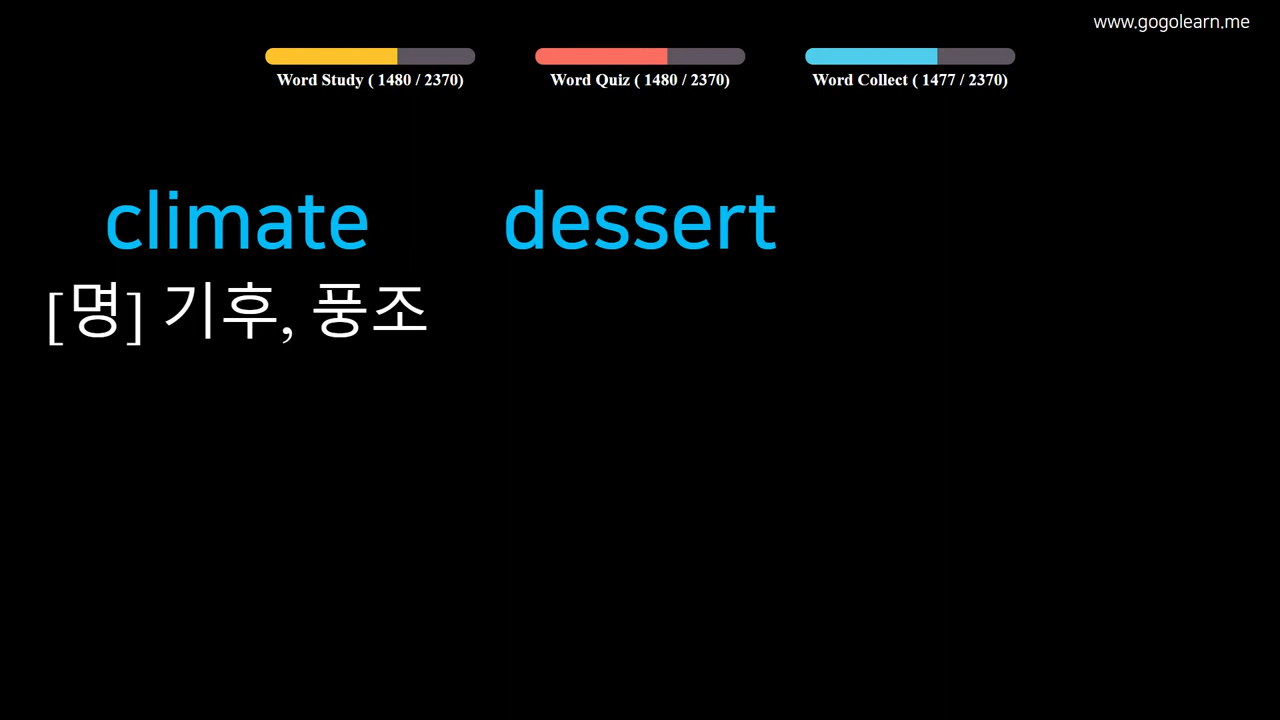 www.gogolearn.me
Word Study ( 1480 / 2370)
Word Quiz ( 1480 / 2370)
Word Collect ( 1477 / 2370)
climate
dessert
[명] 기후, 풍조